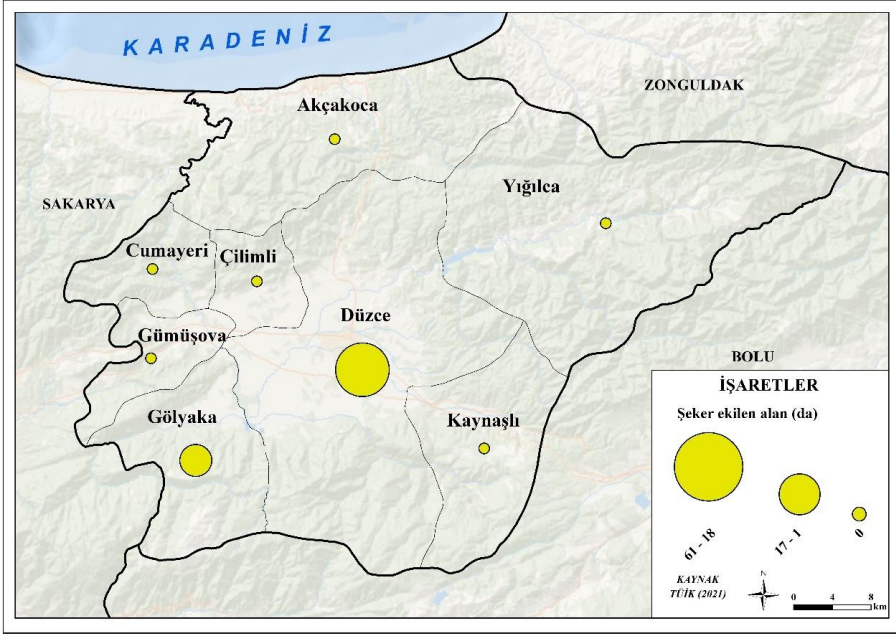 KARADENİZ
ZONGULDAK
Akçakoca
Yığılca
SAKARYA
Cumayeri
Çilimli
Düzce
Gümüşova
BOLU
Gölyaka
Kaynaşlı
İŞARETLER
Şeker ekilen alan (da)
61 - 18
17 - 1
0
KAYNAK
TÜİK (2021)
N
0 4 8
km